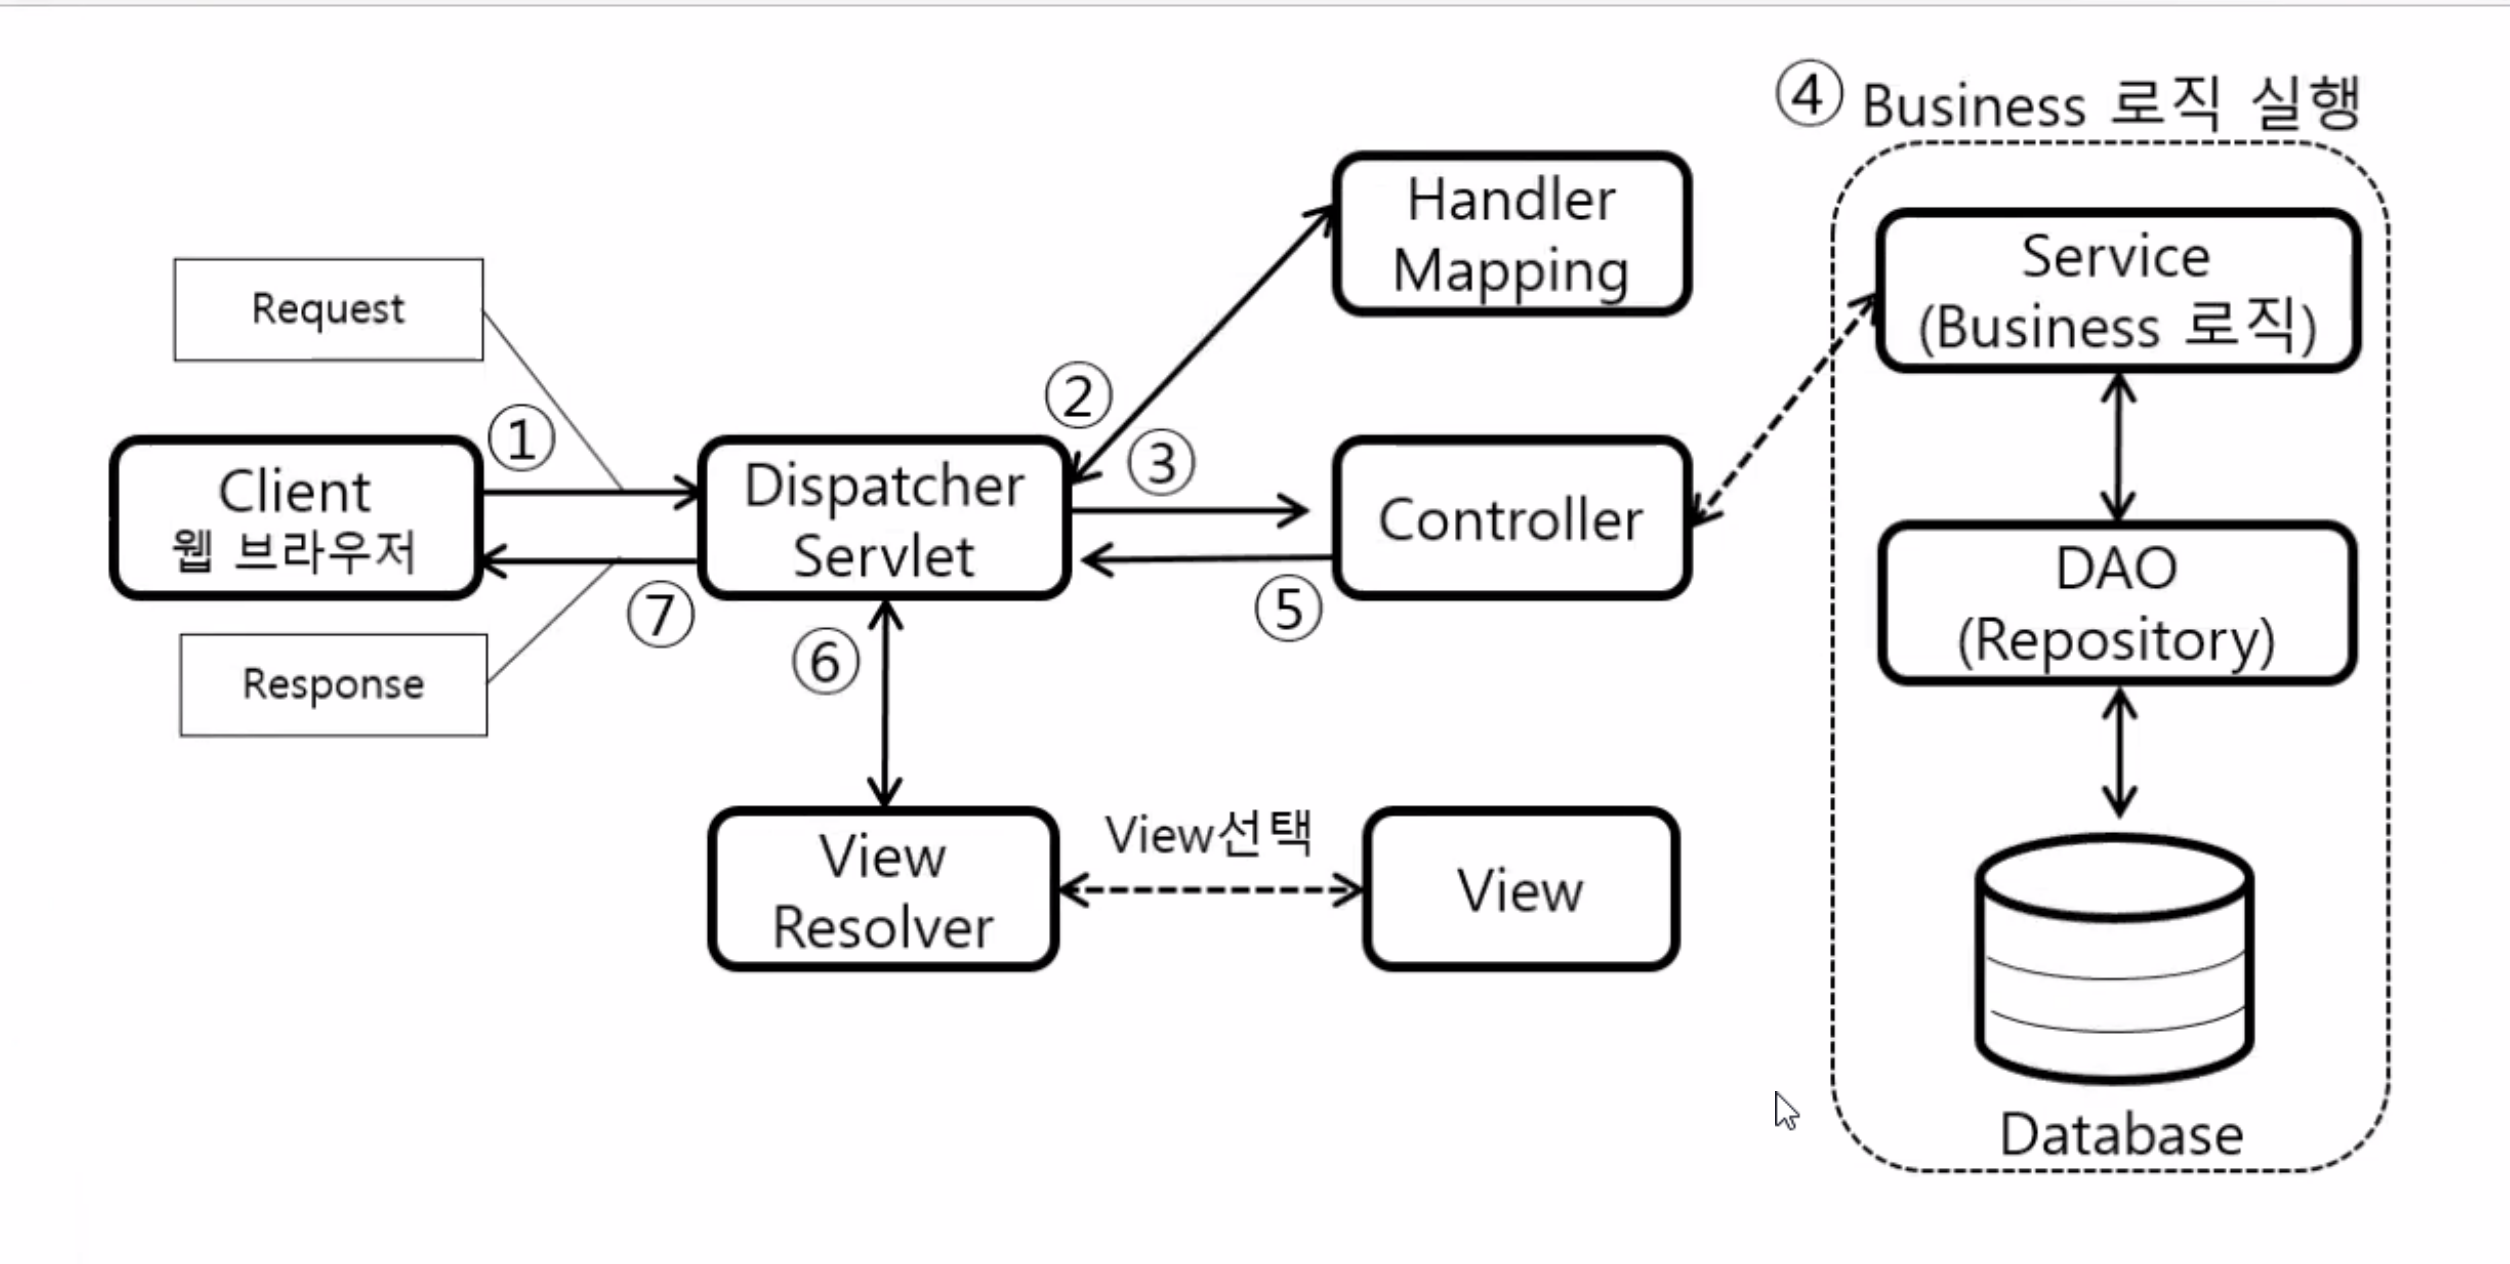 ④ Business 로직 실행
Handler
Mapping
Service
(Business 로직)
Request
②
①
③
Client
웹 브라우저
Dispatcher
Servlet
Controller
DAO
(Repository)
⑦
⑤
⑥
Response
View
Resolver
View선택
View
Database